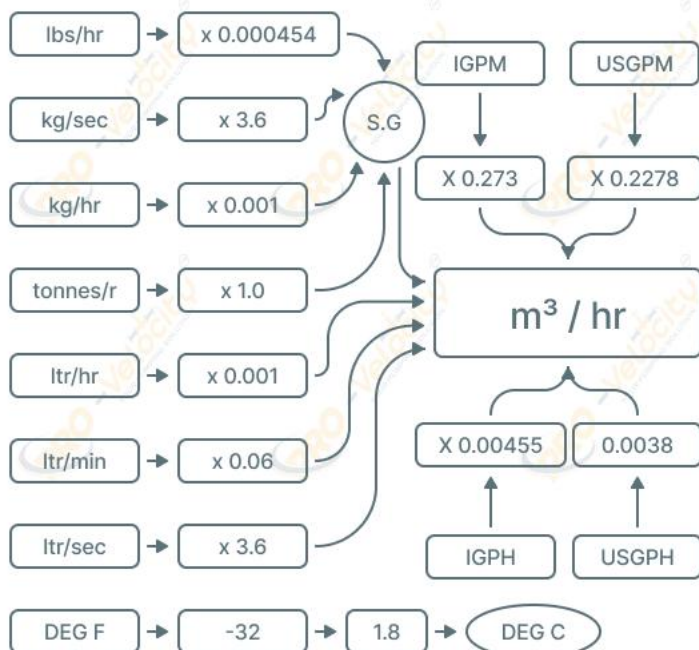 lbs/hr
x 0.000454
kg/sec
x 3.6
kg/hr
x 0.001
tonnes/r
x 1.0
ltr/hr
x 0.001
ltr/min
x 0.06
ltr/sec
x 3.6
S.G
IGPM
USGPM
X 0.273
X 0.2278
m³ / hr
X 0.00455
0.0038
IGPH
USGPH
DEG F
-32
1.8
DEG C
PRO-Velocity